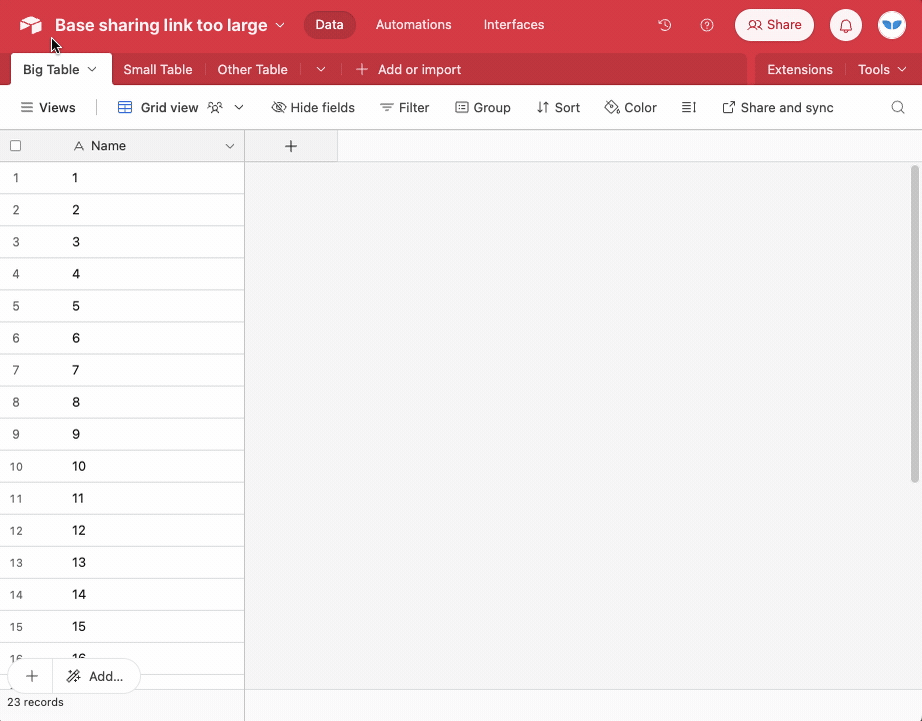 Base sharing link too large Data Automations Interfaces Share
Big Table Small Table Other Table Add or import Extensions Tools
Views Grid view Hide fields Filter Group Sort Color Share and sync
Name
1 1
2 2
3 3
4 4
5 5
6 6
7 7
8 8
9 9
10 10
11 11
12 12
13 13
14 14
15 15
16 16
Add...
23 records